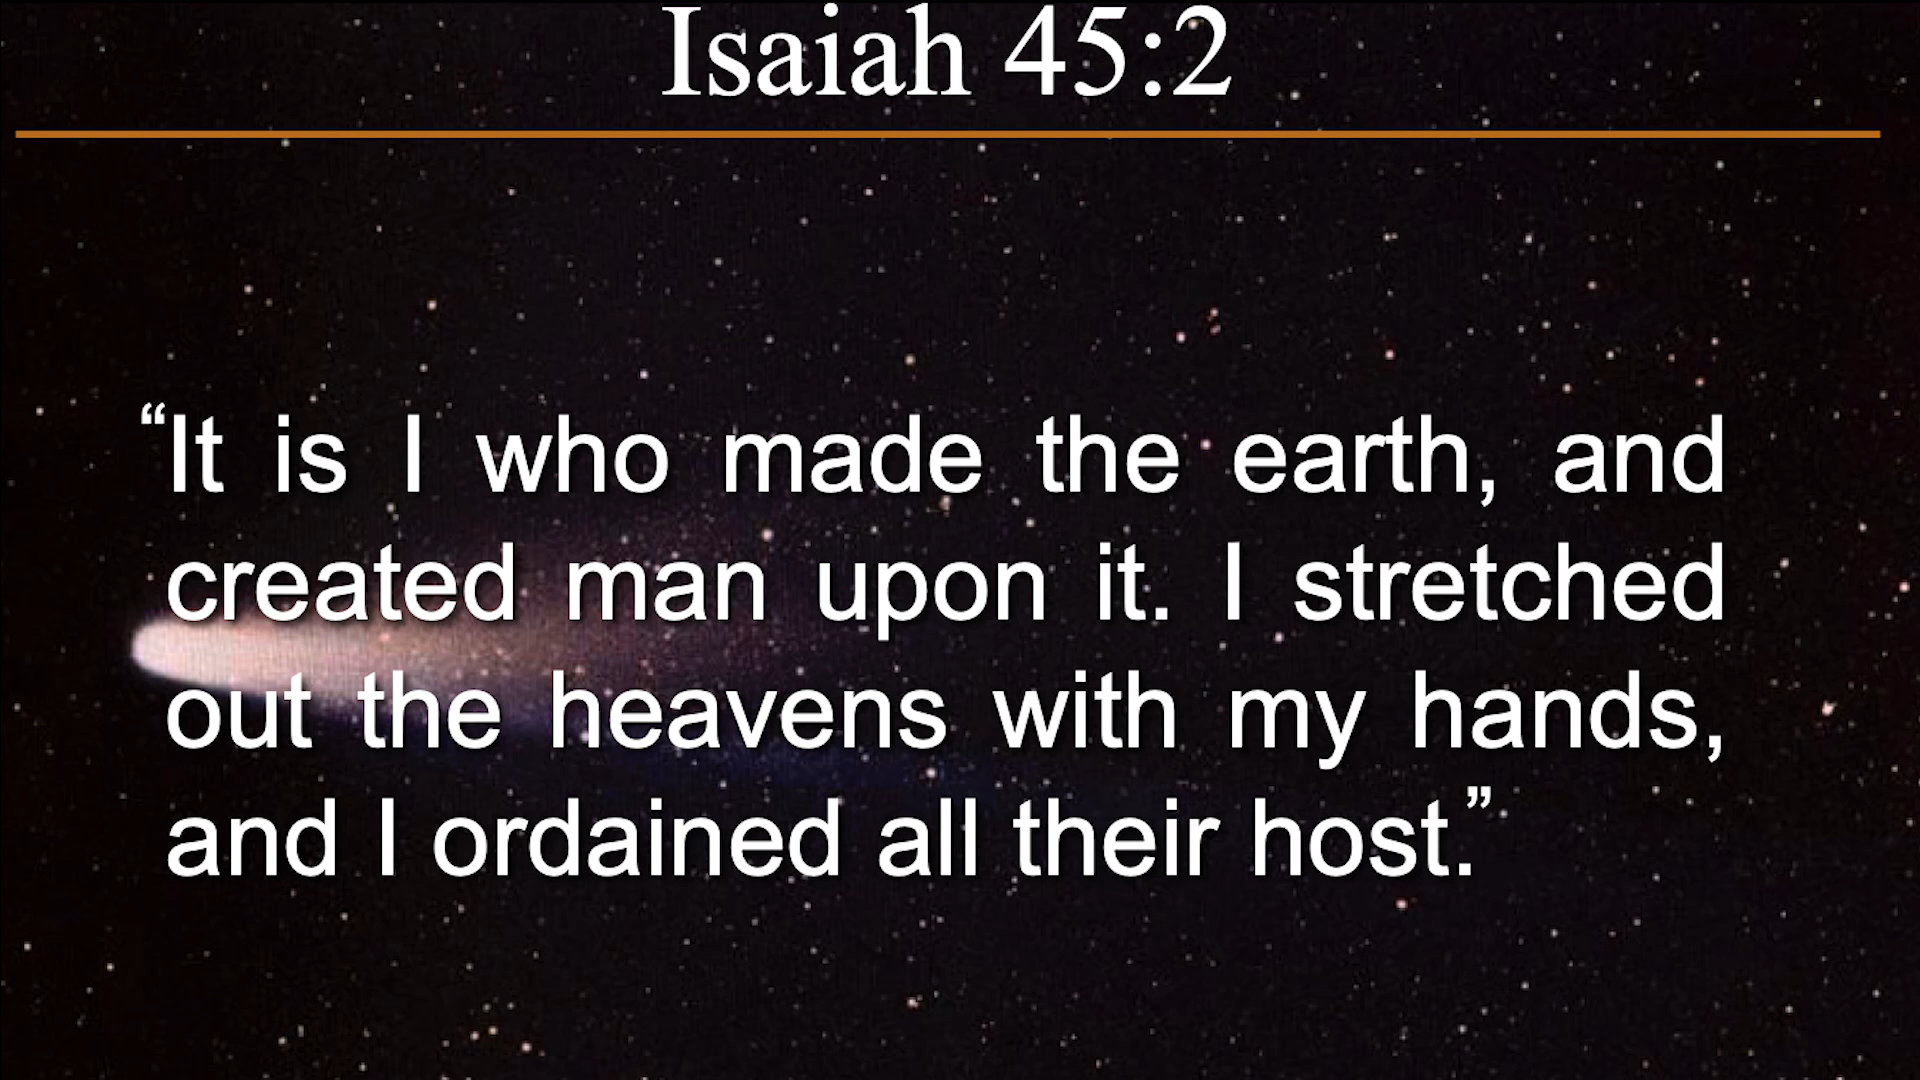 Isaiah 45:2
“It is I who made the earth, and
created man upon it. I stretched
out the heavens with my hands,
and I ordained all their host.”